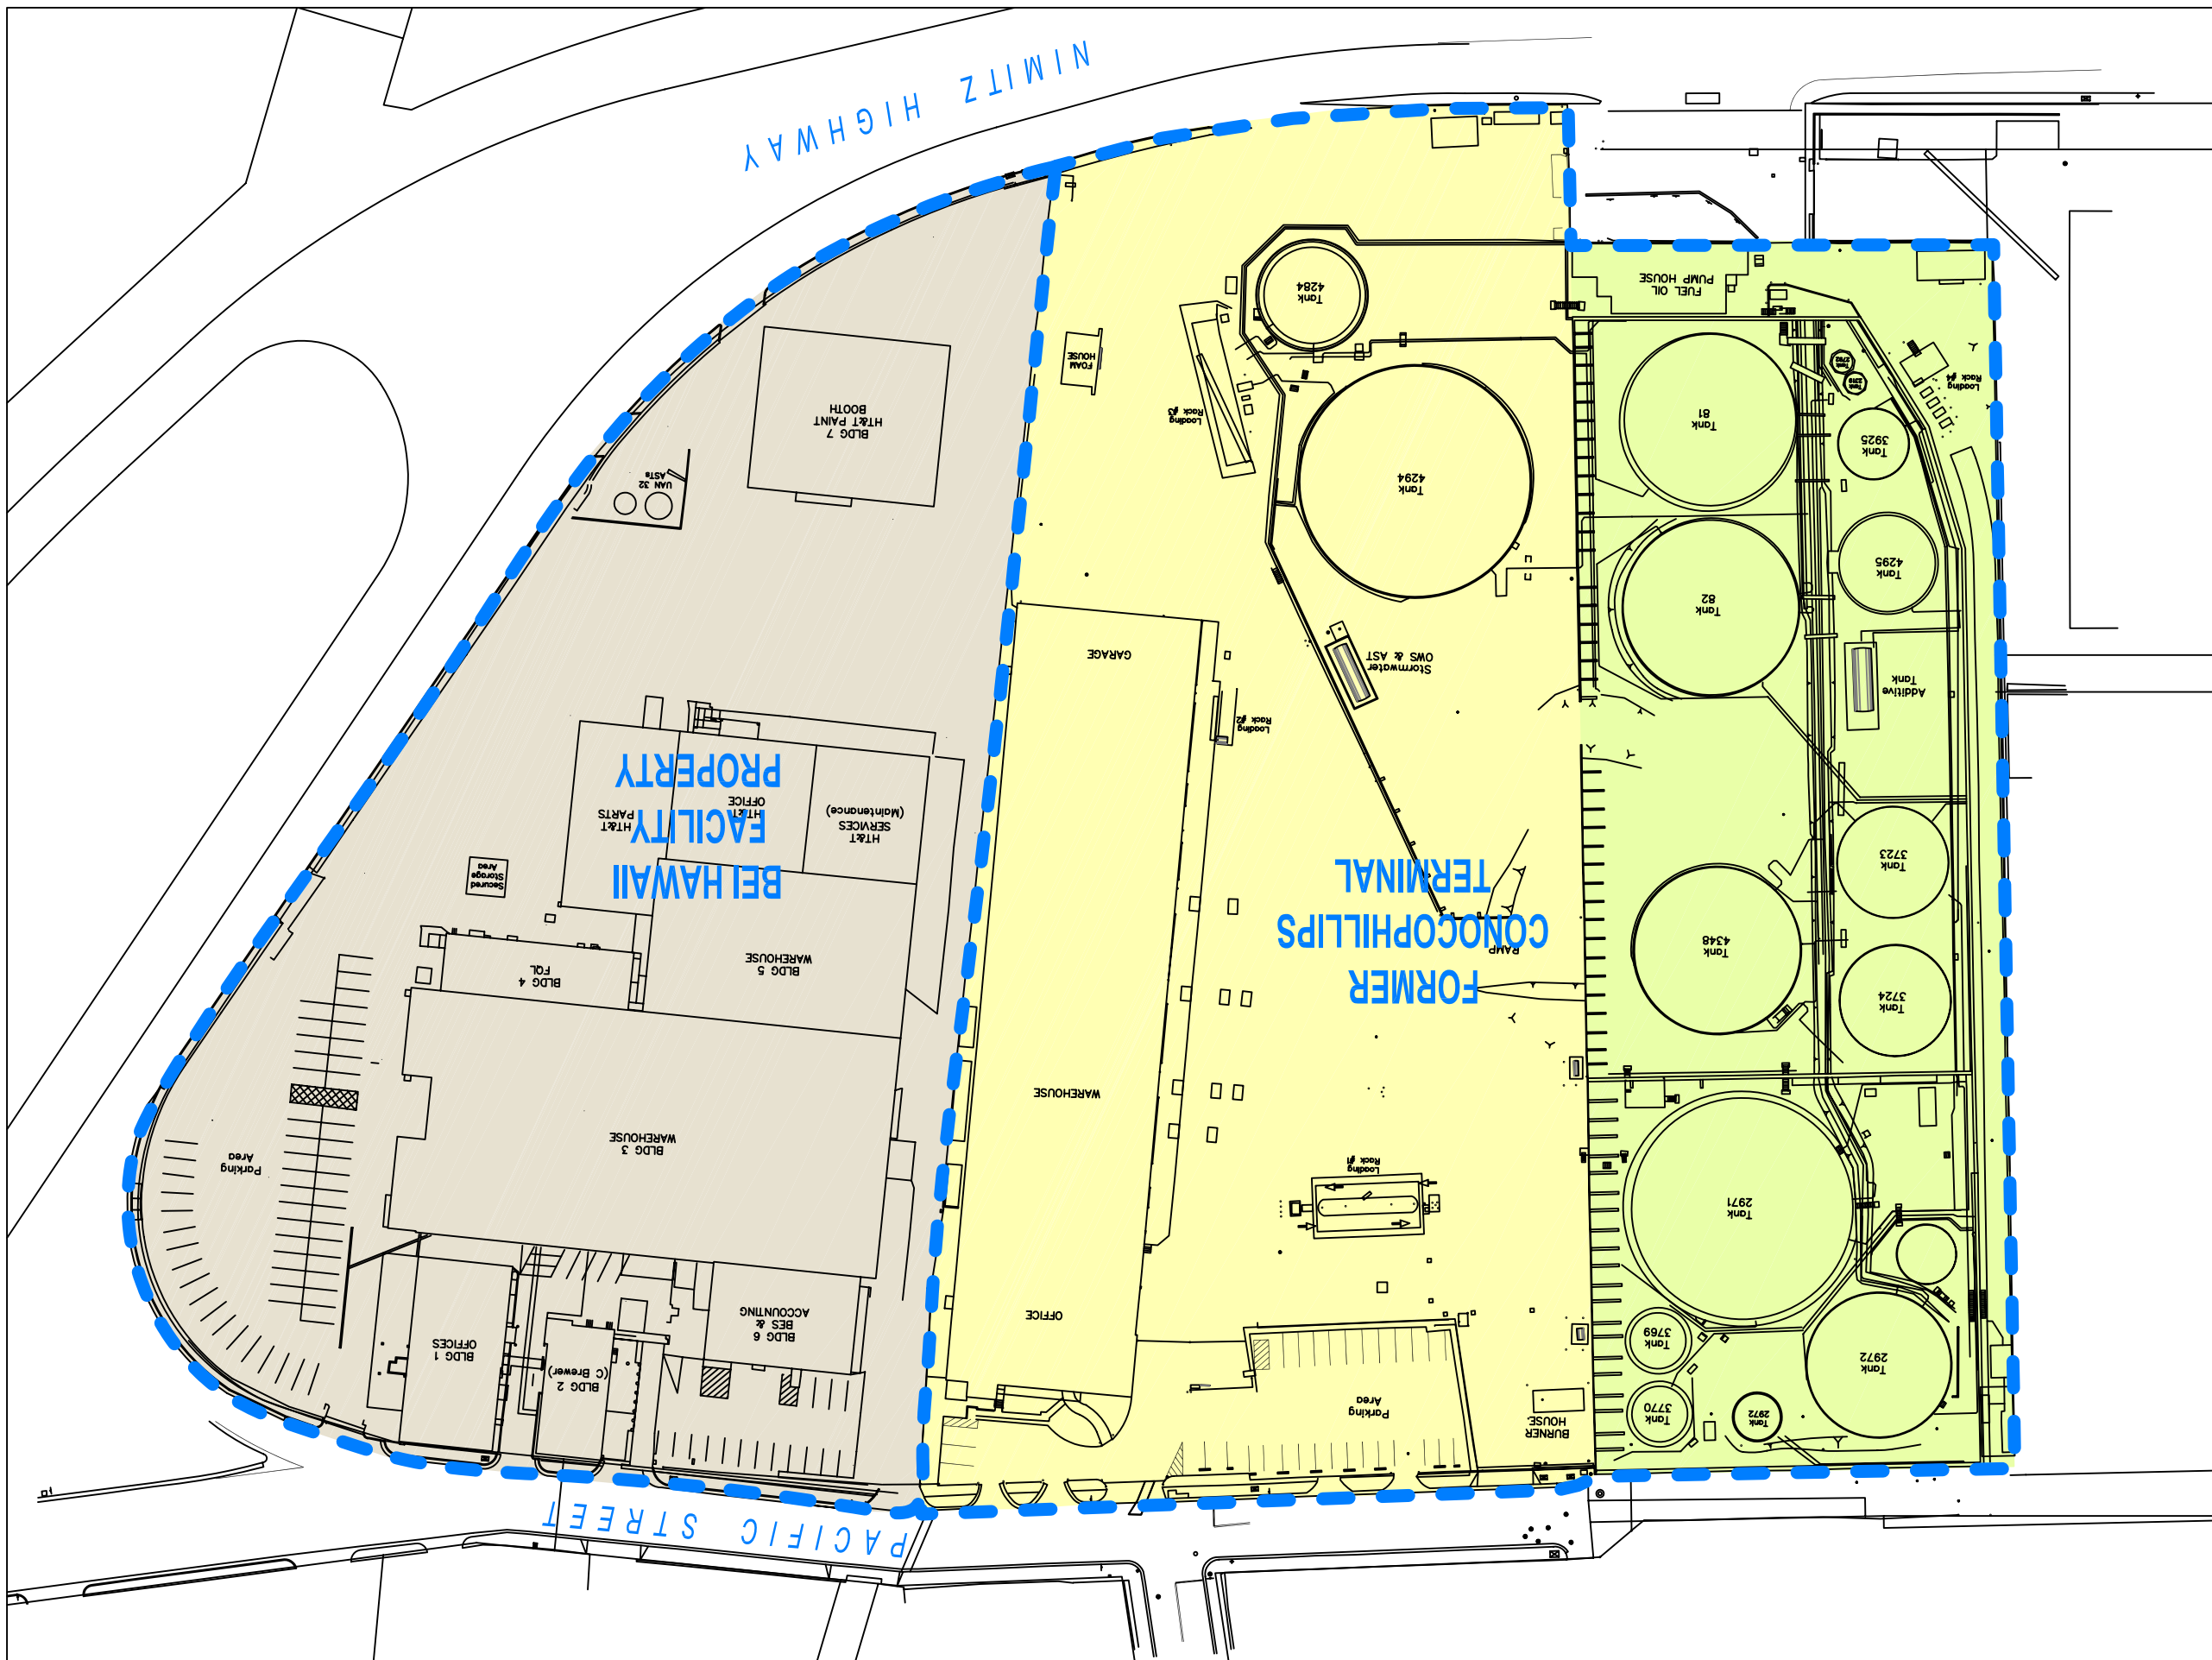 PACIFIC STREET
BURNER
HOUSE
Tank
3770
Tank
2972
Tank
2972
Tank
3769
Parking
Area
BLDG 2
(C Brewer)
BLDG 1
OFFICES
BLDG 6
BES &
ACCOUNTING
OFFICE
Tank
2971
Loading
Rack #1
Parking
Area
BLDG 3
WAREHOUSE
WAREHOUSE
Tank
3724
Tank
4348
RAMP
FORMER
CONOCOPHILLIPS
TERMINAL
BLDG 5
WAREHOUSE
BLDG 4
FQL
BEI HAWAII
FACILITY
PROPERTY
Secured
Storage
Area
Tank
3723
HT&T
SERVICES
(Maintenance)
HT&T
OFFICE
HT&T
PARTS
Loading
Rack #2
Additive
Tank
Stormwater
OWS & AST
GARAGE
Tank
82
Tank
4295
Tank
4294
UAN 32
ASTs
Tank
3925
Tank
81
Loading
Rack #3
BLDG 7
HT&T PAINT
BOOTH
Loading
Rack #4
Tank
Tank
FOAM
HOUSE
Tank
4284
FUEL OIL
PUMP HOUSE
NIMITZ HIGHWAY